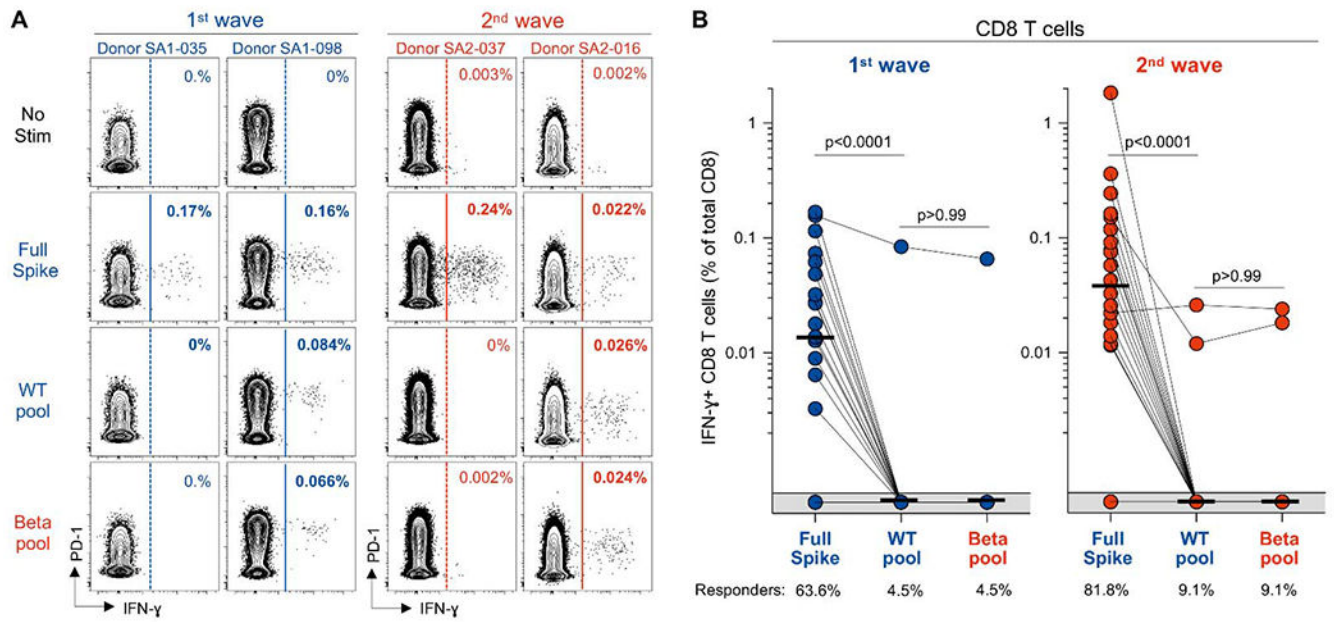 A
1st wave
2nd wave
Donor SA1-035
Donor SA1-098
Donor SA2-037
Donor SA2-016
No
Stim
0.%
0%
0.003%
0.002%
Full
Spike
0.17%
0.16%
0.24%
0.022%
WT
pool
0%
0.084%
0%
0.026%
Beta
pool
0.%
0.066%
0.002%
0.024%
PD-1
IFN-ɣ
PD-1
IFN-ɣ
B
CD8 T cells
1st wave
2nd wave
IFN-ɣ+ CD8 T cells (% of total CD8)
1
0.1
0.01
p<0.0001
p>0.99
1
0.1
0.01
p<0.0001
p>0.99
Full
Spike
WT
pool
Beta
pool
Full
Spike
WT
pool
Beta
pool
Responders: 63.6% 4.5% 4.5% 81.8% 9.1% 9.1%